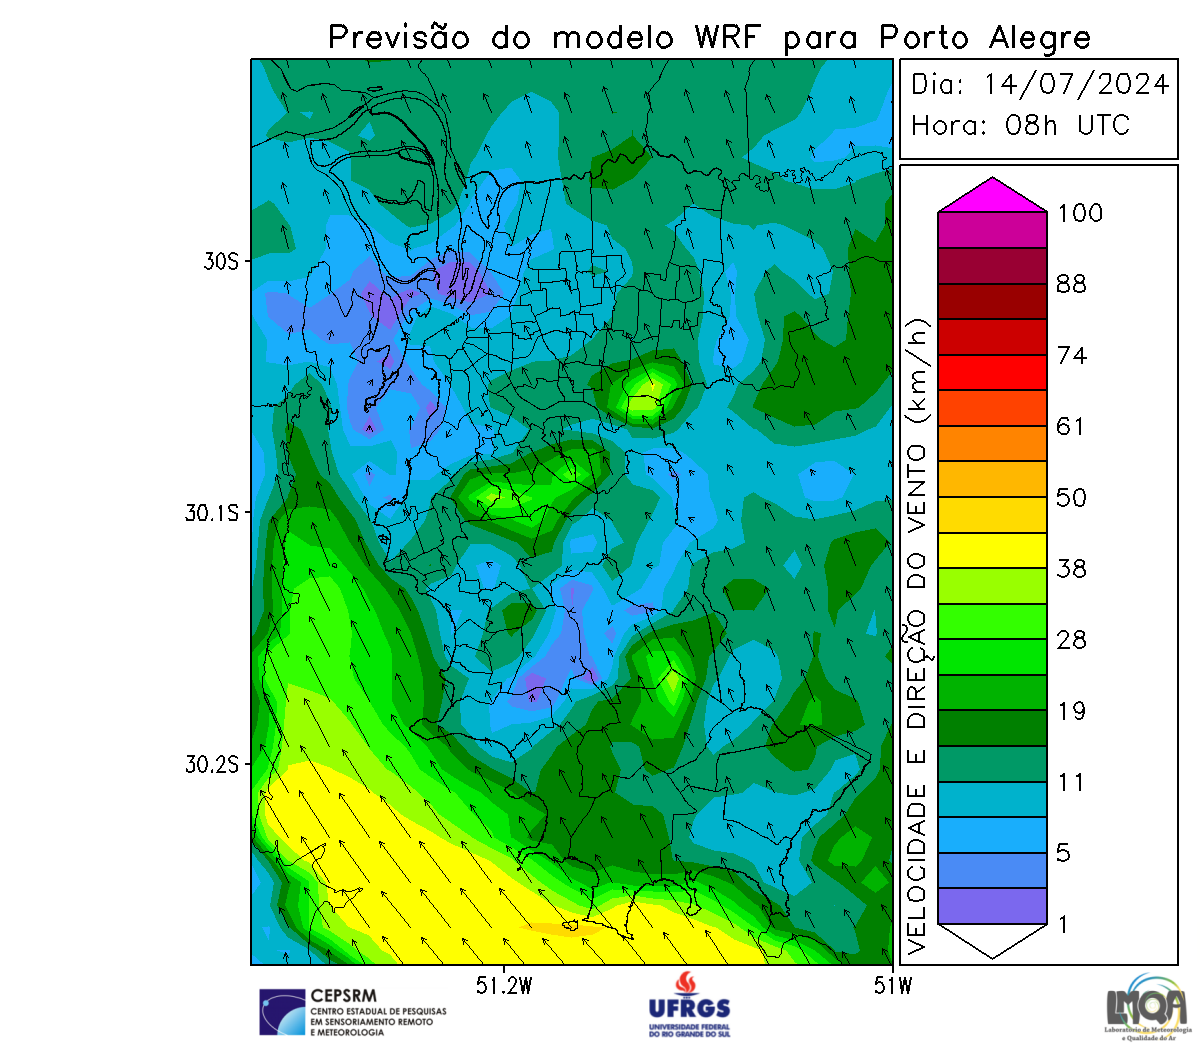 Previsão do modelo WRF para Porto Alegre
Dia: 14/07/2024
Hora: 08h UTC
100
88
74
61
50
38
28
19
11
5
1
VELOCIDADE E DIREÇÃO DO VENTO (km/h)
30S
30.1S
30.2S
51.2W
51W
CEPSRM
CENTRO ESTADUAL DE PESQUISAS
EM SENSORIAMENTO REMOTO
E METEOROLOGIA
UFRGS
UNIVERSIDADE FEDERAL
DO RIO GRANDE DO SUL
LMQA
Laboratório de Meteorologia
e Qualidade do Ar